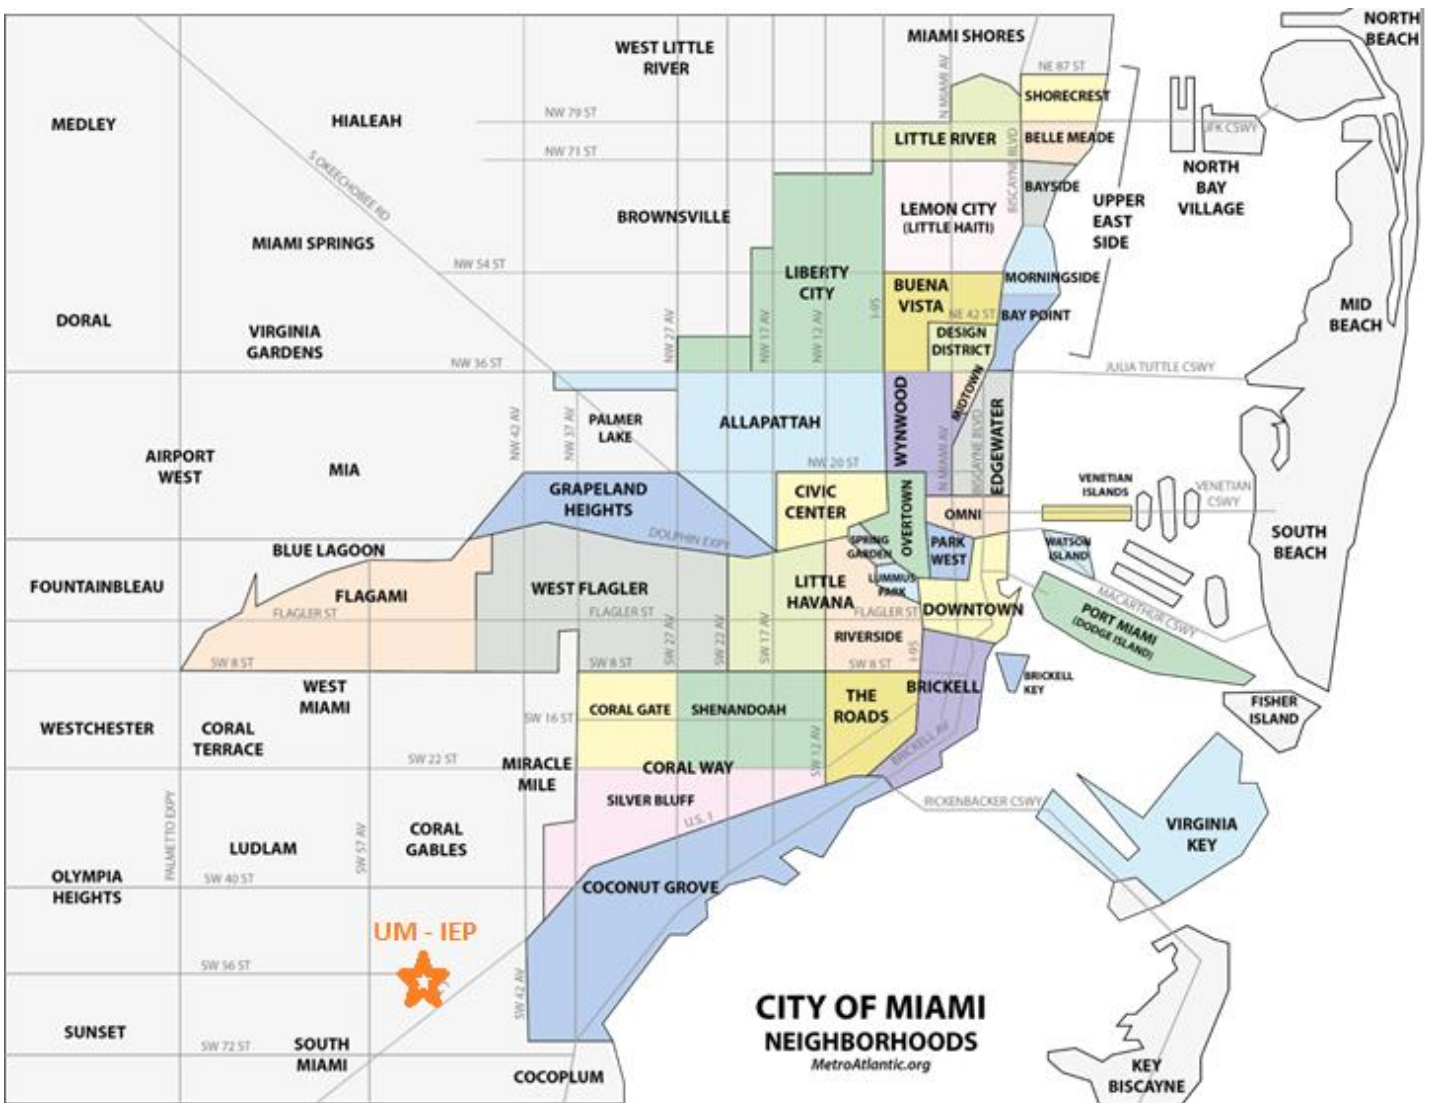 NORTH
BEACH
MIAMI SHORES
WEST LITTLE
RIVER
NE 87 ST
N MIAMI AV
SHORECREST
MEDLEY
HIALEAH
NW 79 ST
LITTLE RIVER
BELLE MEADE
JFK CSWY
NW 71 ST
S OKEECHOBEE RD
BISCAYNE BLVD
BAYSIDE
NORTH
BAY
VILLAGE
UPPER
EAST
SIDE
BROWNSVILLE
LEMON CITY
(LITTLE HAITI)
MIAMI SPRINGS
NW 54 ST
LIBERTY
CITY
BUENA
VISTA
MORNINGSIDE
I-95
NE 42 ST
BAY POINT
MID
BEACH
DORAL
VIRGINIA
GARDENS
NW 27 AV
NW 17 AV
NW 12 AV
DESIGN
DISTRICT
NW 36 ST
JULIA TUTTLE CSWY
MIDTOWN
WYNWOOD
EDGEWATER
NW 42 AV
NW 37 AV
PALMER
LAKE
ALLAPATTAH
N MIAMI AV
BISCAYNE BLVD
AIRPORT
WEST
MIA
NW 20 ST
GRAPELAND
HEIGHTS
CIVIC
CENTER
OVERTOWN
OMNI
VENETIAN
ISLANDS
VENETIAN
CSWY
SOUTH
BEACH
DOLPHIN EXPY
SPRING
GARDEN
PARK
WEST
WATSON
ISLAND
BLUE LAGOON
FOUNTAINBLEAU
FLAGAMI
WEST FLAGLER
LITTLE
HAVANA
LUMMUS
PARK
DOWNTOWN
MACARTHUR CSWY
PORT MIAMI
(DODGE ISLAND)
FLAGLER ST
FLAGLER ST
FLAGLER ST
SW 27 AV
SW 22 AV
SW 17 AV
RIVERSIDE
I-95
SW 8 ST
SW 8 ST
SW 8 ST
BRICKELL
KEY
WEST
MIAMI
CORAL GATE
SHENANDOAH
THE
ROADS
BRICKELL
FISHER
ISLAND
WESTCHESTER
CORAL
TERRACE
SW 16 ST
SW 12 AV
BRICKELL AV
SW 22 ST
MIRACLE
MILE
CORAL WAY
SILVER BLUFF
U.S. 1
RICKENBACKER CSWY
VIRGINIA
KEY
PALMETTO EXPY
SW 57 AV
LUDLAM
CORAL
GABLES
OLYMPIA
HEIGHTS
SW 40 ST
COCONUT GROVE
UM - IEP
SW 56 ST
SW 42 AV
SUNSET
SW 72 ST
SOUTH
MIAMI
COCOPLUM
CITY OF MIAMI
NEIGHBORHOODS
MetroAtlantic.org
KEY
BISCAYNE